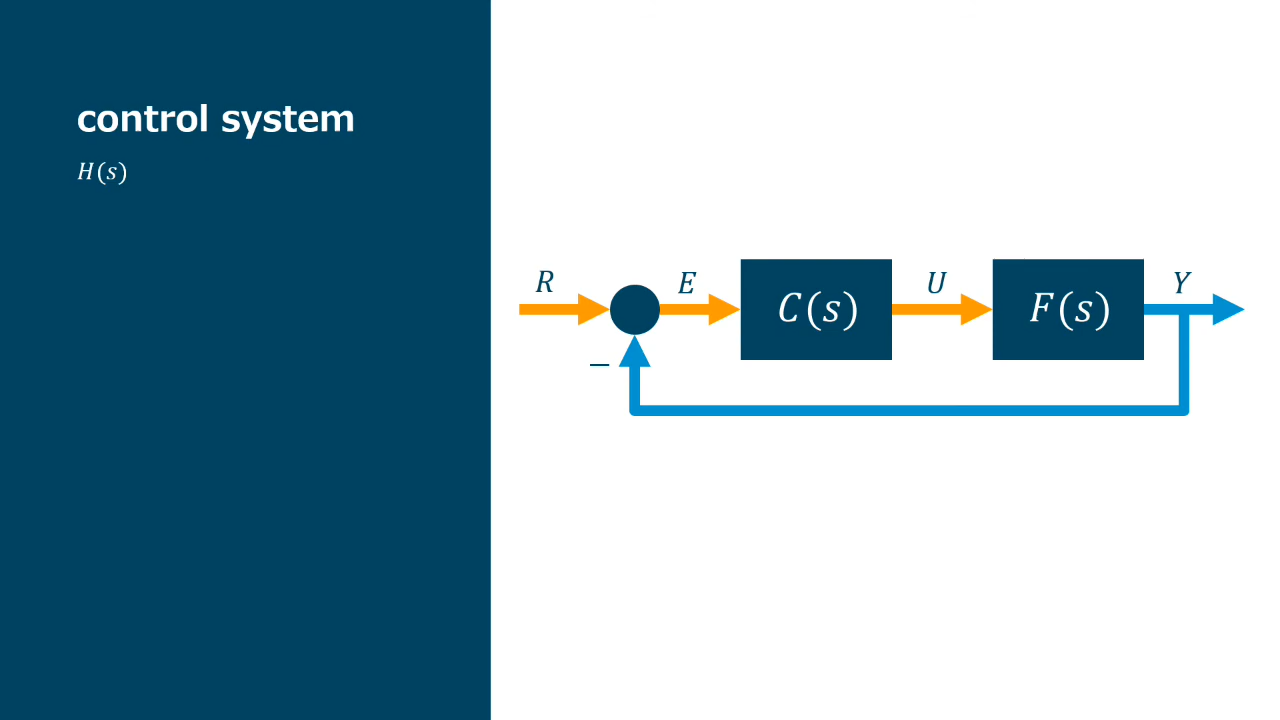 control system
H(s)
R
E
C(s)
U
F(s)
Y
−